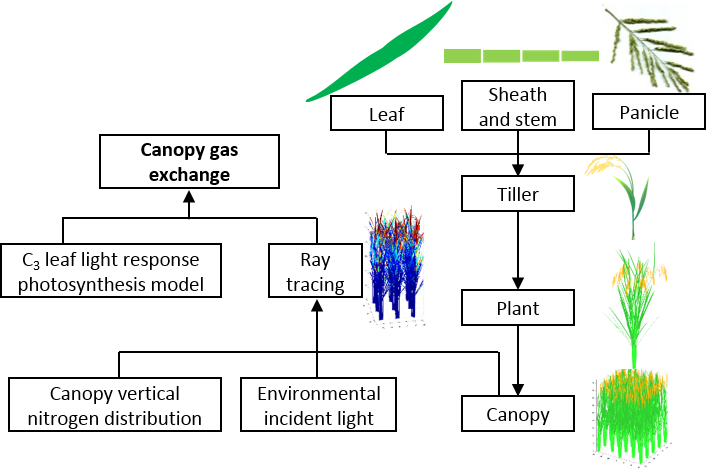 Leaf
Sheath
and stem
Panicle
Canopy gas
exchange
Tiller
C₃ leaf light response
photosynthesis model
Ray
tracing
Plant
Canopy vertical
nitrogen distribution
Environmental
incident light
Canopy